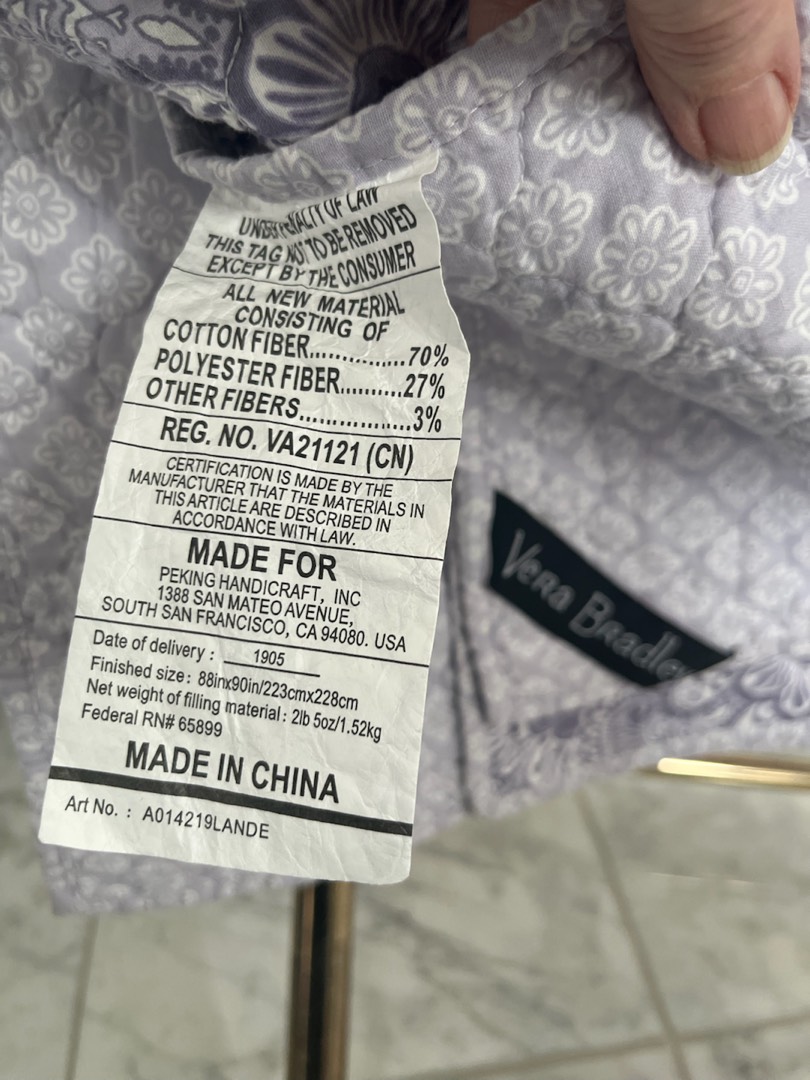 UNDER PENALTY OF LAW
THIS TAG NOT TO BE REMOVED
EXCEPT BY THE CONSUMER
ALL NEW MATERIAL
CONSISTING OF
COTTON FIBER..............70%
POLYESTER FIBER..........27%
OTHER FIBERS.................3%
REG. NO. VA21121 (CN)
CERTIFICATION IS MADE BY THE
MANUFACTURER THAT THE MATERIALS IN
THIS ARTICLE ARE DESCRIBED IN
ACCORDANCE WITH LAW.
MADE FOR
PEKING HANDICRAFT, INC
1388 SAN MATEO AVENUE,
SOUTH SAN FRANCISCO, CA 94080. USA
Date of delivery : 1905
Finished size : 88inx90in/223cmx228cm
Net weight of filling material : 2lb 5oz/1.52kg
Federal RN# 65899
MADE IN CHINA
Art No. : A014219LANDE
Vera Bradle